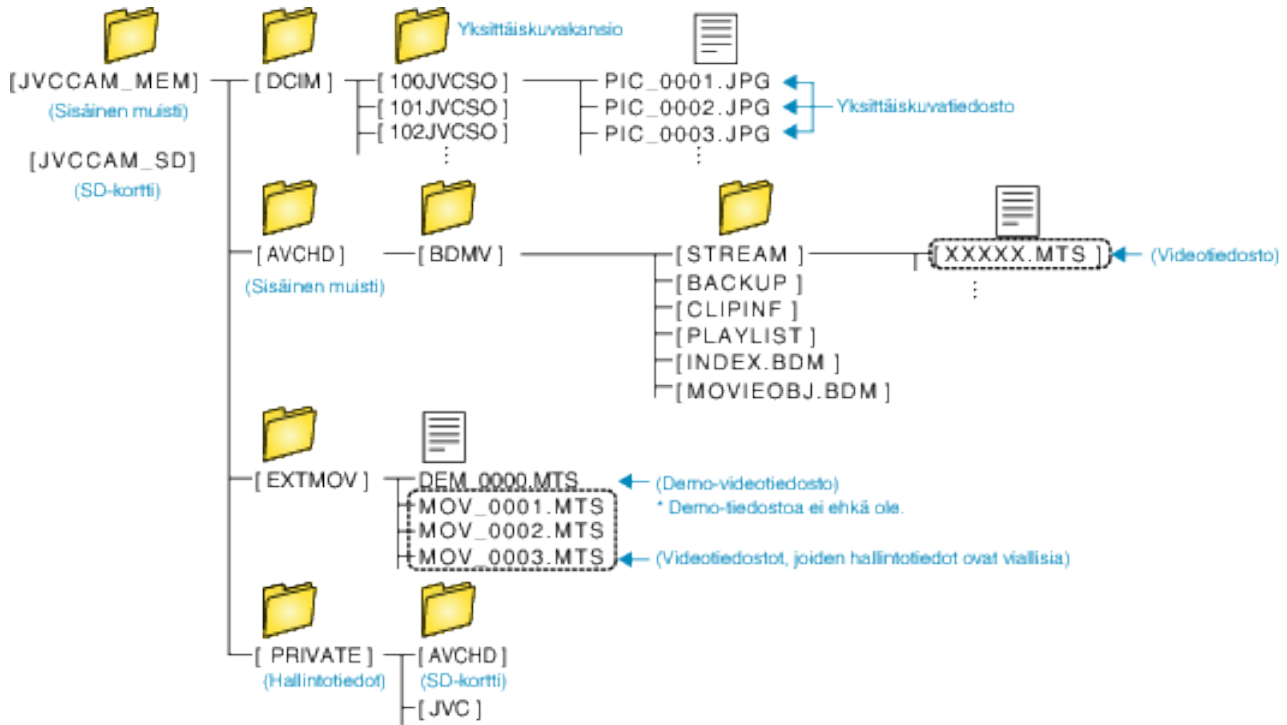 Yksittäiskuvakansio
[JVCCAM_MEM] [DCIM] [100JVCSO] PIC_0001.JPG
(Sisäinen muisti) [101JVCSO] PIC_0002.JPG Yksittäiskuvatiedosto
[102JVCSO] PIC_0003.JPG
[JVCCAM_SD]
(SD-kortti)
[AVCHD] [BDMV] [STREAM] [XXXXX.MTS] (Videotiedosto)
(Sisäinen muisti) [BACKUP]
[CLIPINF]
[PLAYLIST]
[INDEX.BDM]
[MOVIEOBJ.BDM]
[EXTMOV] DEM_0000.MTS (Demo-videotiedosto)
MOV_0001.MTS * Demo-tiedostoa ei ehkä ole.
MOV_0002.MTS
MOV_0003.MTS (Videotiedostot, joiden hallintotiedot ovat viallisia)
[PRIVATE] [AVCHD]
(Hallintotiedot) (SD-kortti)
[JVC]